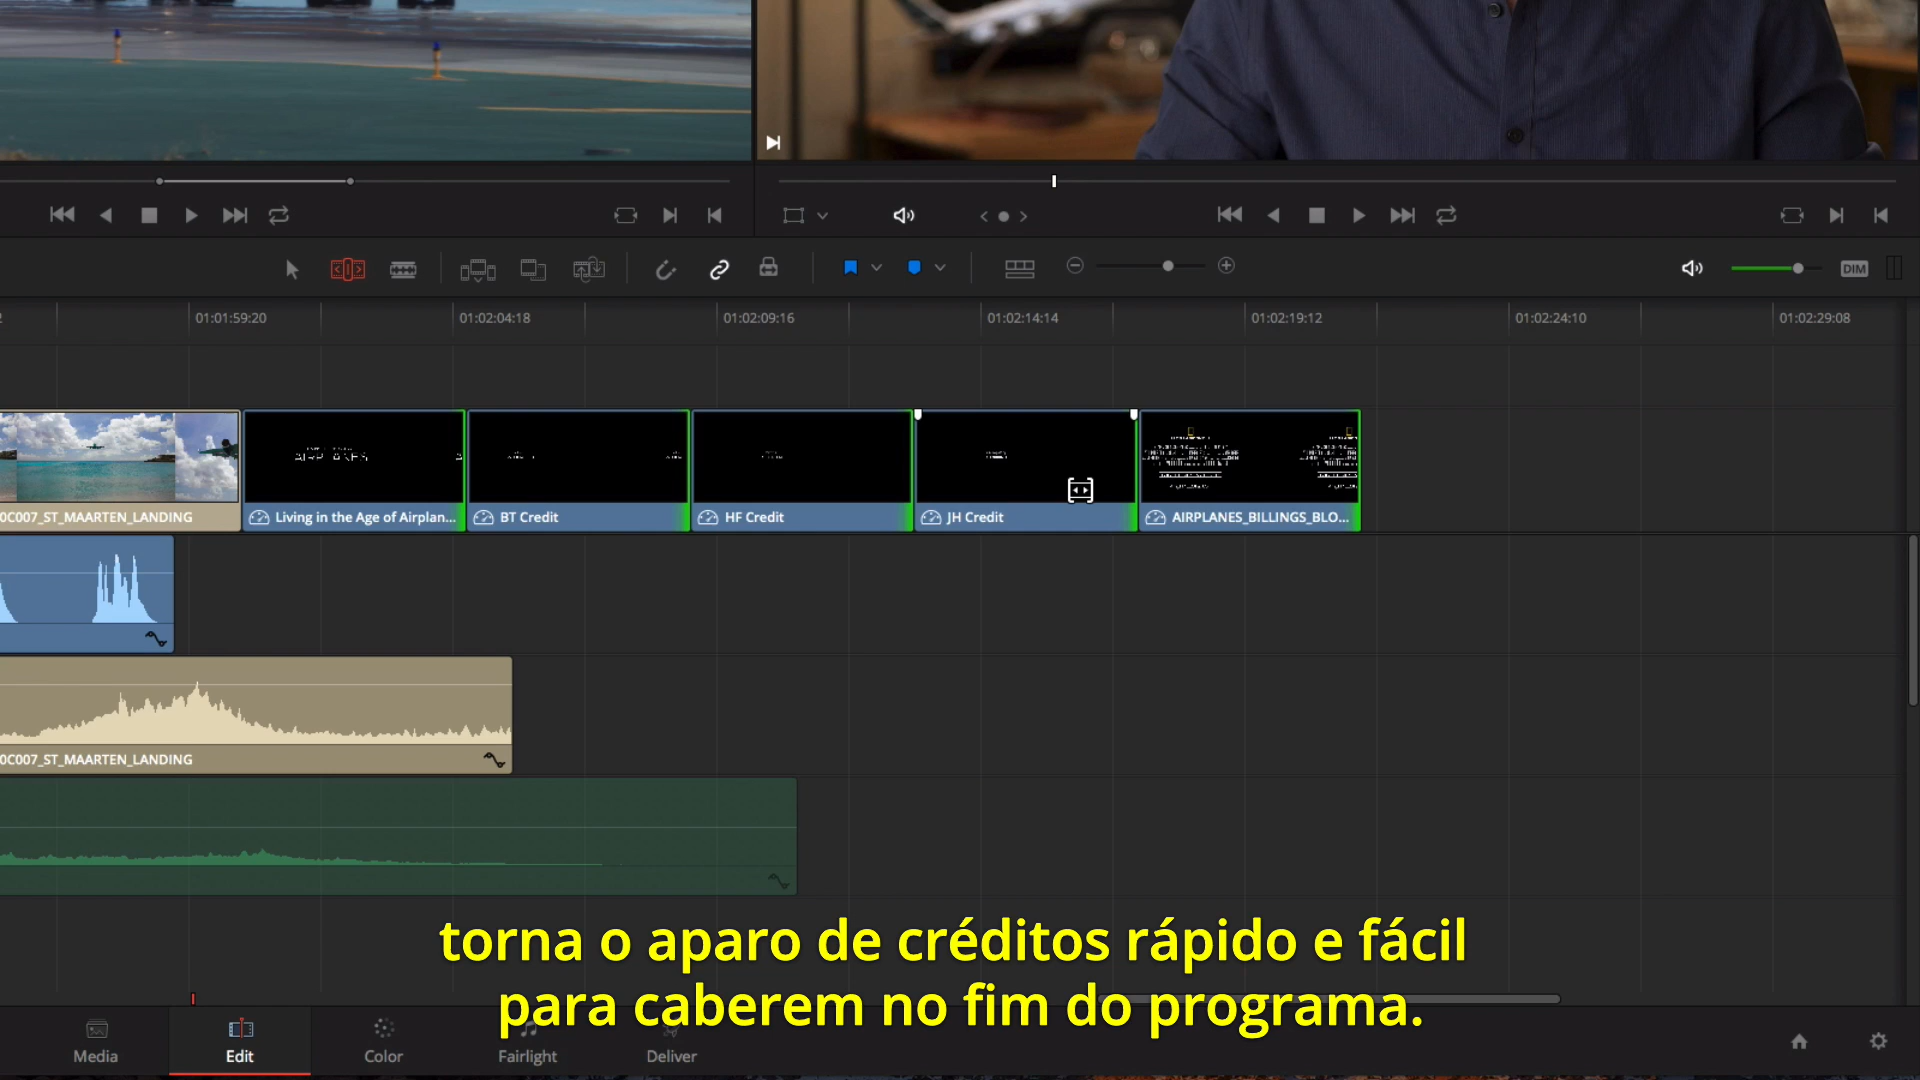 DIM
01:01:59:20
01:02:04:18
01:02:09:16
01:02:14:14
01:02:19:12
01:02:24:10
01:02:29:08
AIRPLANES
0C007_ST_MAARTEN_LANDING
Living in the Age of Airplan...
BT Credit
HF Credit
JH Credit
AIRPLANES_BILLINGS_BLO...
0C007_ST_MAARTEN_LANDING
torna o aparo de créditos rápido e fácil
para caberem no fim do programa.
Media
Edit
Color
Fairlight
Deliver